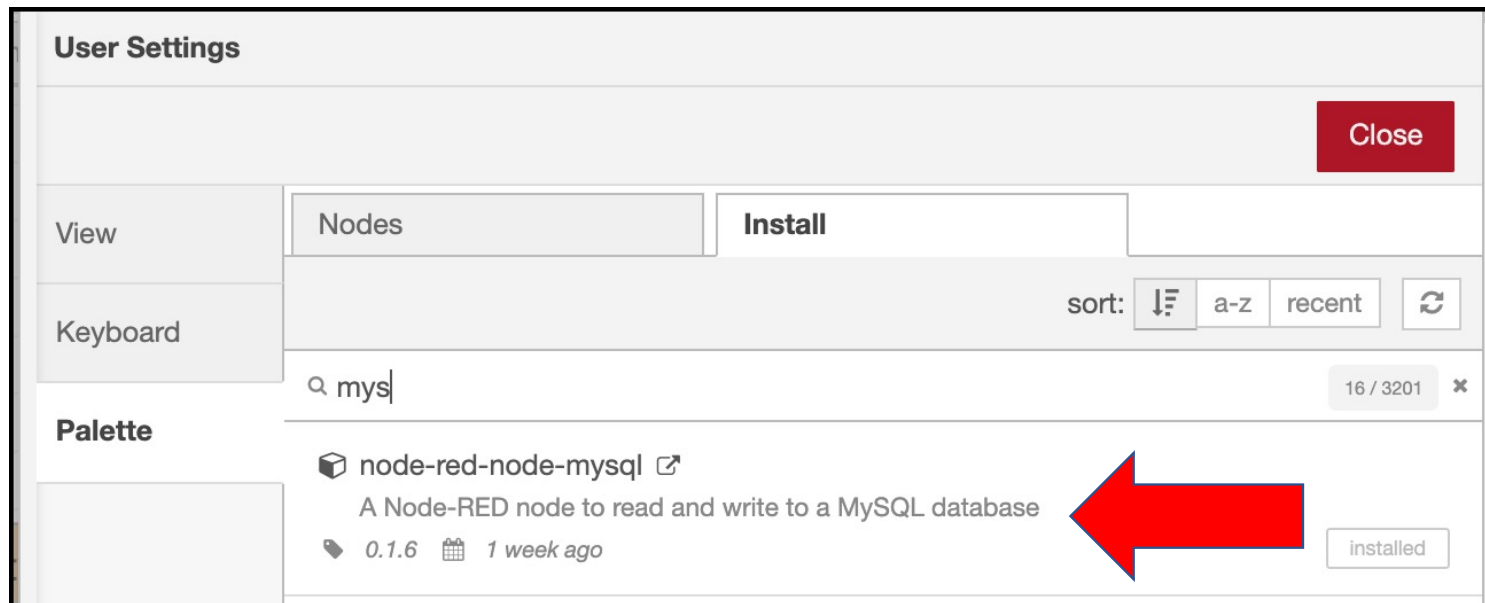 User Settings
Close
View
Nodes
Install
sort:
a-z
recent
Keyboard
mys
16 / 3201
Palette
node-red-node-mysql
A Node-RED node to read and write to a MySQL database
0.1.6
1 week ago
installed